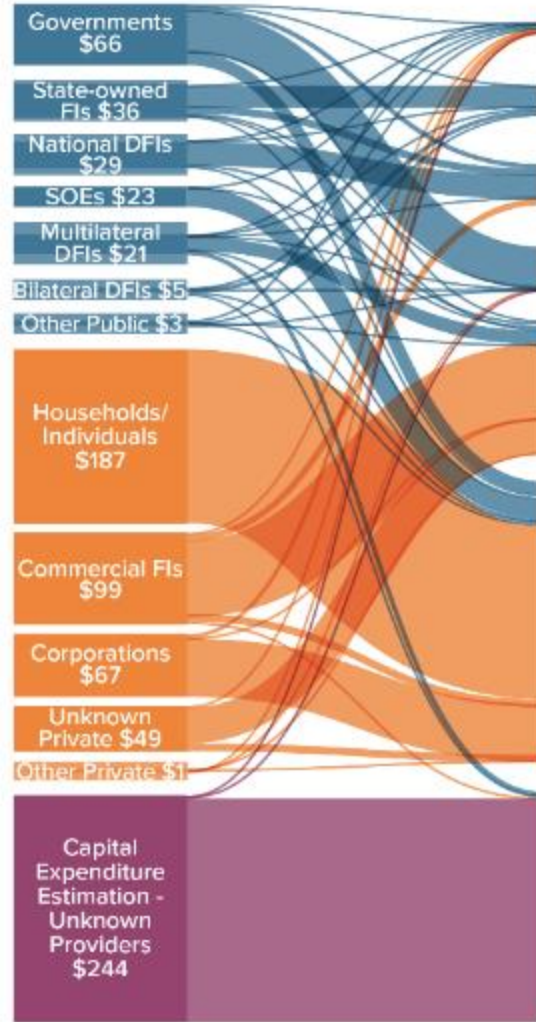 Governments
$66
State-owned
FIs $36
National DFIs
$29
SOEs $23
Multilateral
DFIs $21
Bilateral DFIs $5
Other Public $3
Households/
Individuals
$187
Commercial FIs
$99
Corporations
$67
Unknown
Private $49
Other Private $1
Capital
Expenditure
Estimation -
Unknown
Providers
$244